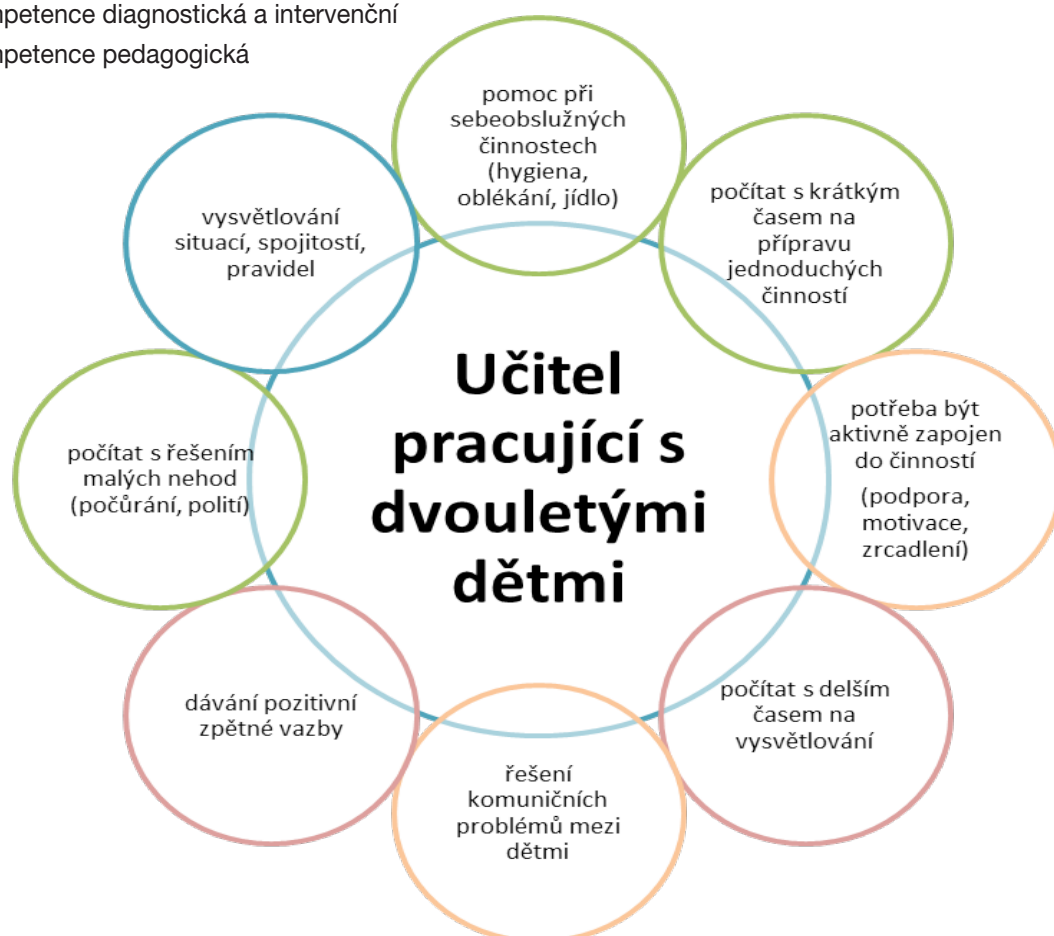 mpetence diagnostická a intervenční
mpetence pedagogická
pomoc při
sebeobslužných
činnostech
(hygiena,
oblékání, jídlo)
počítat s krátkým
časem na
přípravu
jednoduchých
činností
potřeba být
aktivně zapojen
do činností
(podpora,
motivace,
zrcadlení)
počítat s delším
časem na
vysvětlování
řešení
komuničních
problémů mezi
dětmi
dávání pozitivní
zpětné vazby
počítat s řešením
malých nehod
(počůrání, polití)
vysvětlování
situací, spojitostí,
pravidel
Učitel
pracující s
dvouletými
dětmi